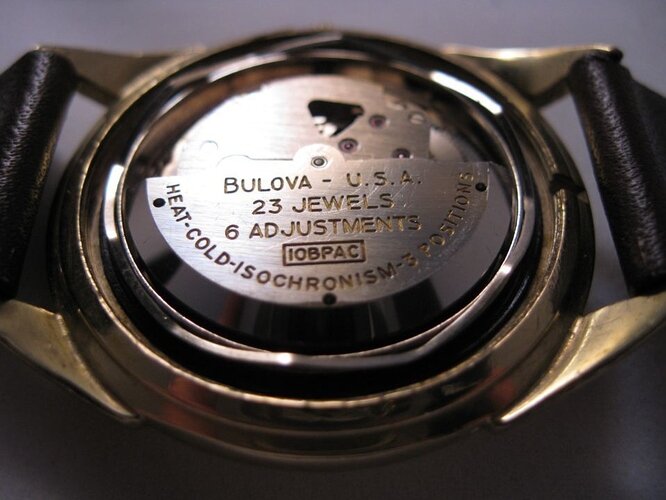 BULOVA - U.S.A.
23 JEWELS
6 ADJUSTMENTS
10BPAC
HEAT-COLD-ISOCHRONISM-3 POSITIONS